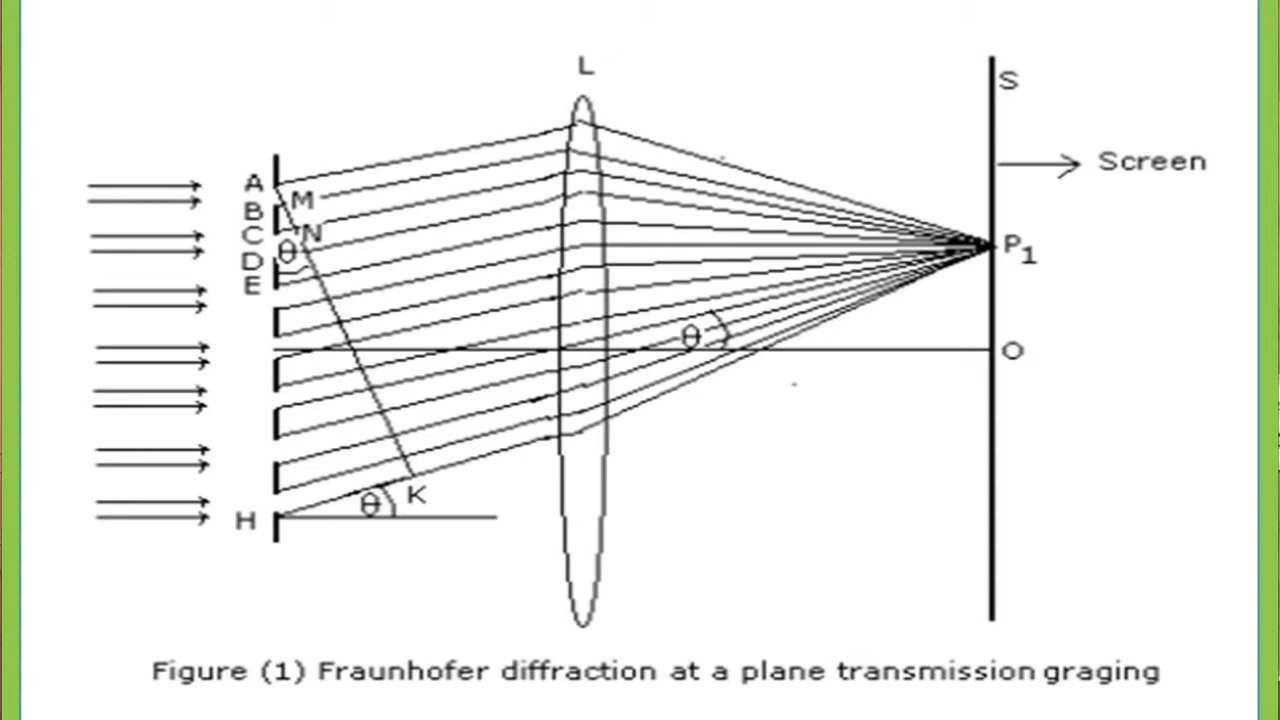 L
S
Screen
A
M
B
C
N
θ
D
E
P1
θ
O
K
θ
H
Figure (1) Fraunhofer diffraction at a plane transmission graging